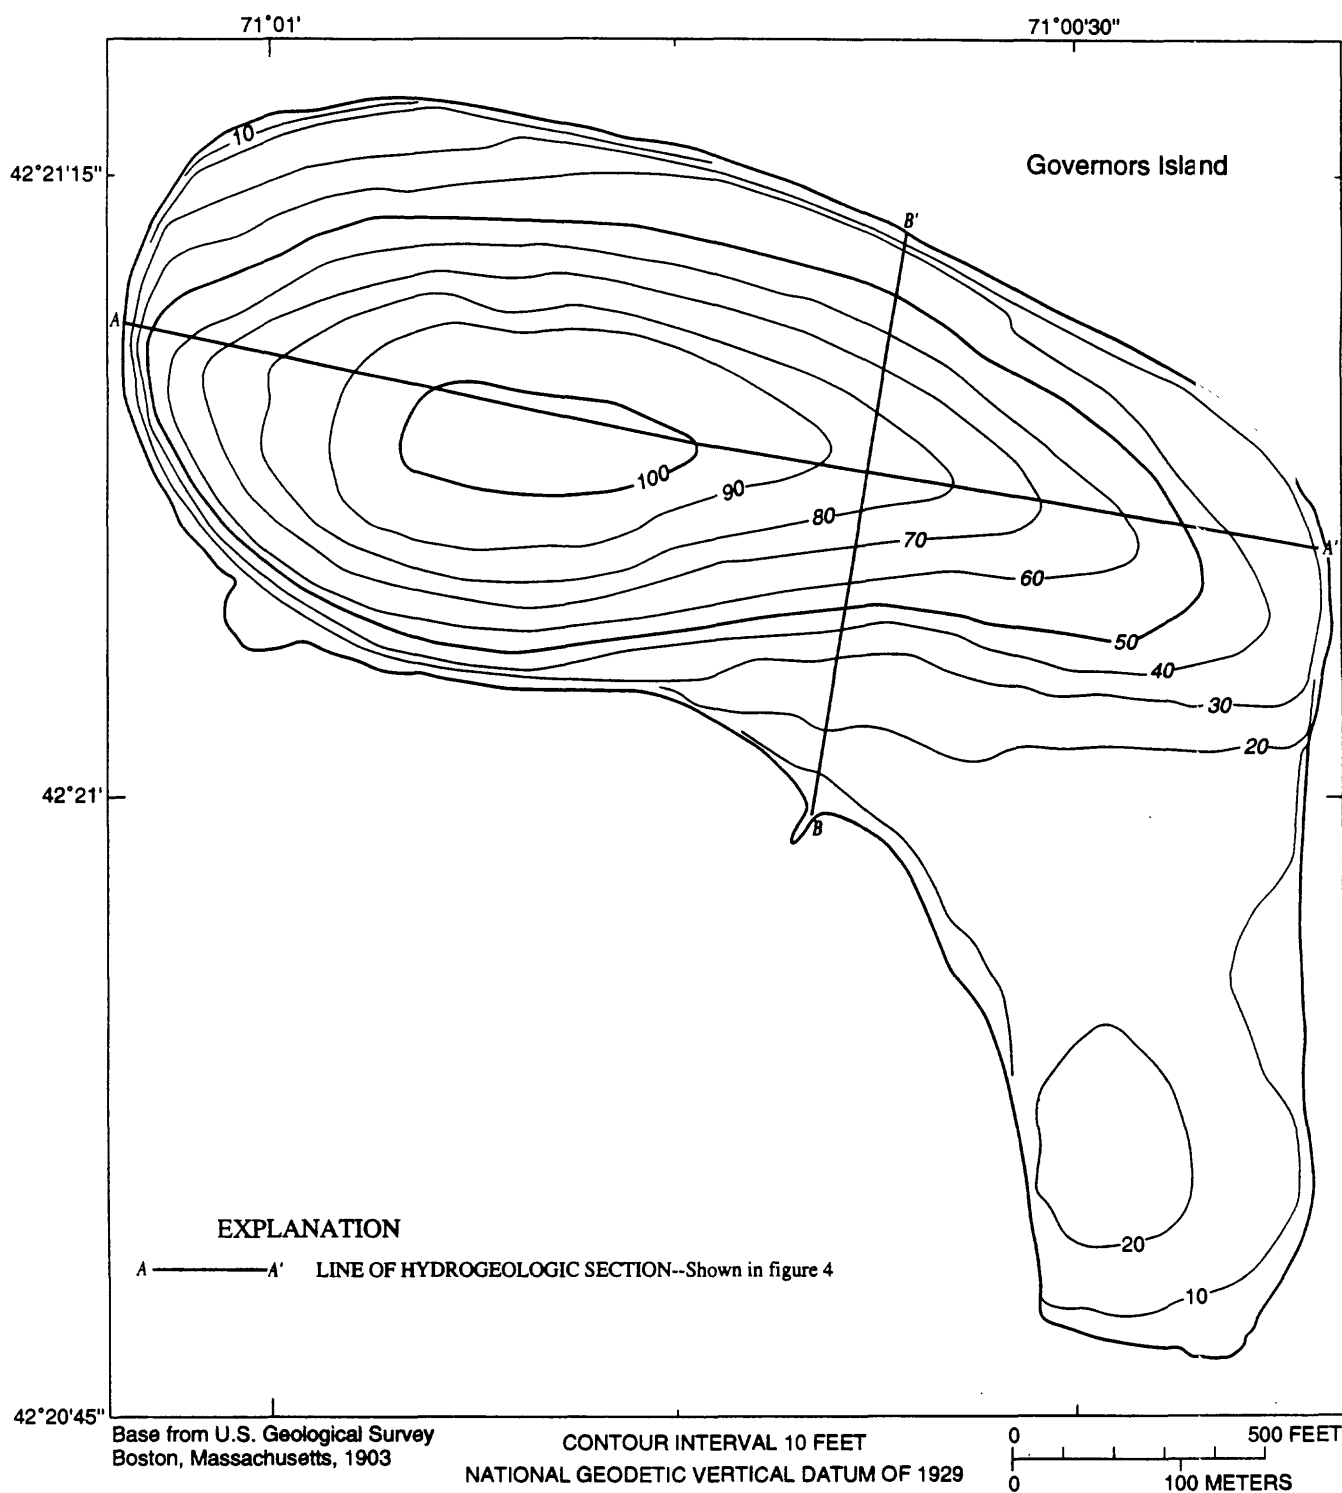 71°01'
71°00'30"
10
42°21'15"
Governors Island
B'
A
100
90
80
70
A'
60
50
40
30
20
42°21'
B
EXPLANATION
20
A A' LINE OF HYDROGEOLOGIC SECTION--Shown in figure 4
10
42°20'45"
Base from U.S. Geological Survey
Boston, Massachusetts, 1903
CONTOUR INTERVAL 10 FEET
NATIONAL GEODETIC VERTICAL DATUM OF 1929
0 500 FEET
0 100 METERS